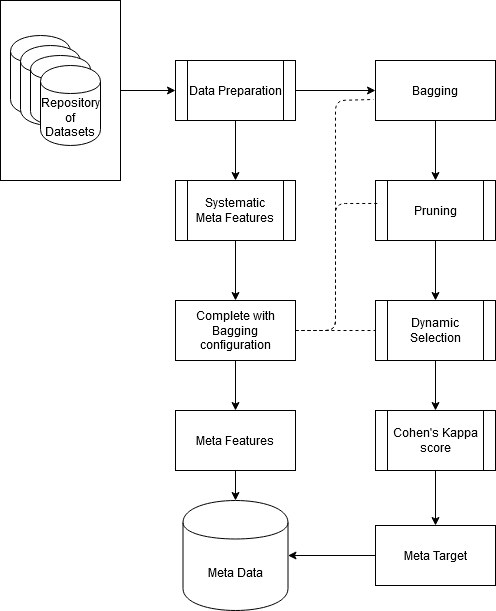 Repository
of
Datasets
Data Preparation
Bagging
Systematic
Meta Features
Pruning
Complete with
Bagging
configuration
Dynamic
Selection
Meta Features
Cohen's Kappa
score
Meta Data
Meta Target